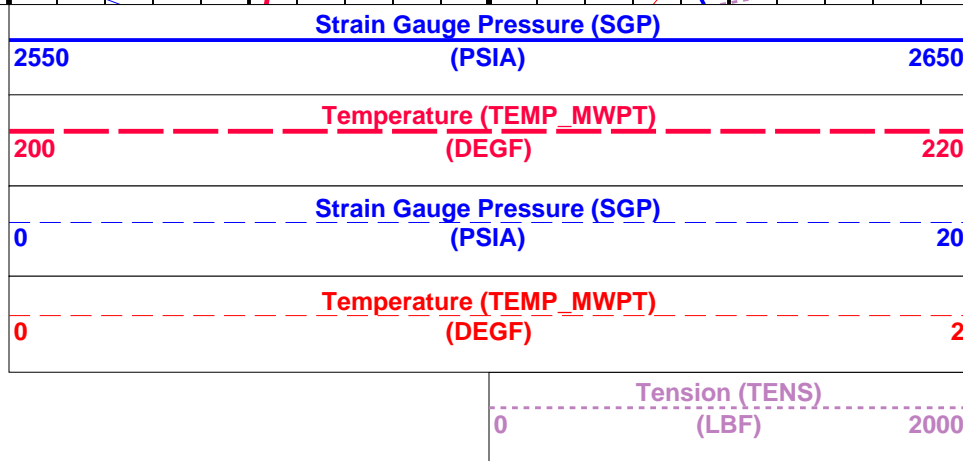 Strain Gauge Pressure (SGP)
2550 (PSIA) 2650
Temperature (TEMP_MWPT)
200 (DEGF) 220
Strain Gauge Pressure (SGP)
0 (PSIA) 20
Temperature (TEMP_MWPT)
0 (DEGF) 2
Tension (TENS)
0 (LBF) 2000